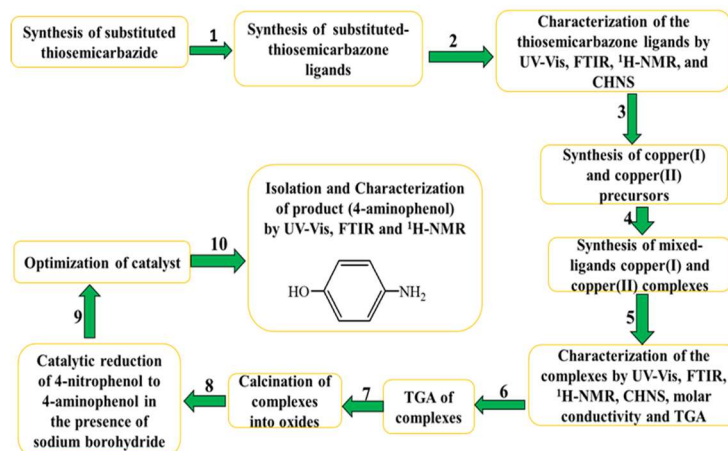 Synthesis of substituted
thiosemicarbazide
1
Synthesis of substituted-
thiosemicarbazone
ligands
2
Characterization of the
thiosemicarbazone ligands by
UV-Vis, FTIR, ¹H-NMR, and
CHNS
3
Synthesis of copper(I)
and copper(II)
precursors
4
Synthesis of mixed-
ligands copper(I) and
copper(II) complexes
5
Characterization of the
complexes by UV-Vis, FTIR,
¹H-NMR, CHNS, molar
conductivity and TGA
6
TGA of
complexes
7
Calcination of
complexes
into oxides
8
Catalytic reduction
of 4-nitrophenol to
4-aminophenol in
the presence of
sodium borohydride
9
Optimization of catalyst
10
Isolation and Characterization
of product (4-aminophenol)
by UV-Vis, FTIR and ¹H-NMR
HO
NH₂